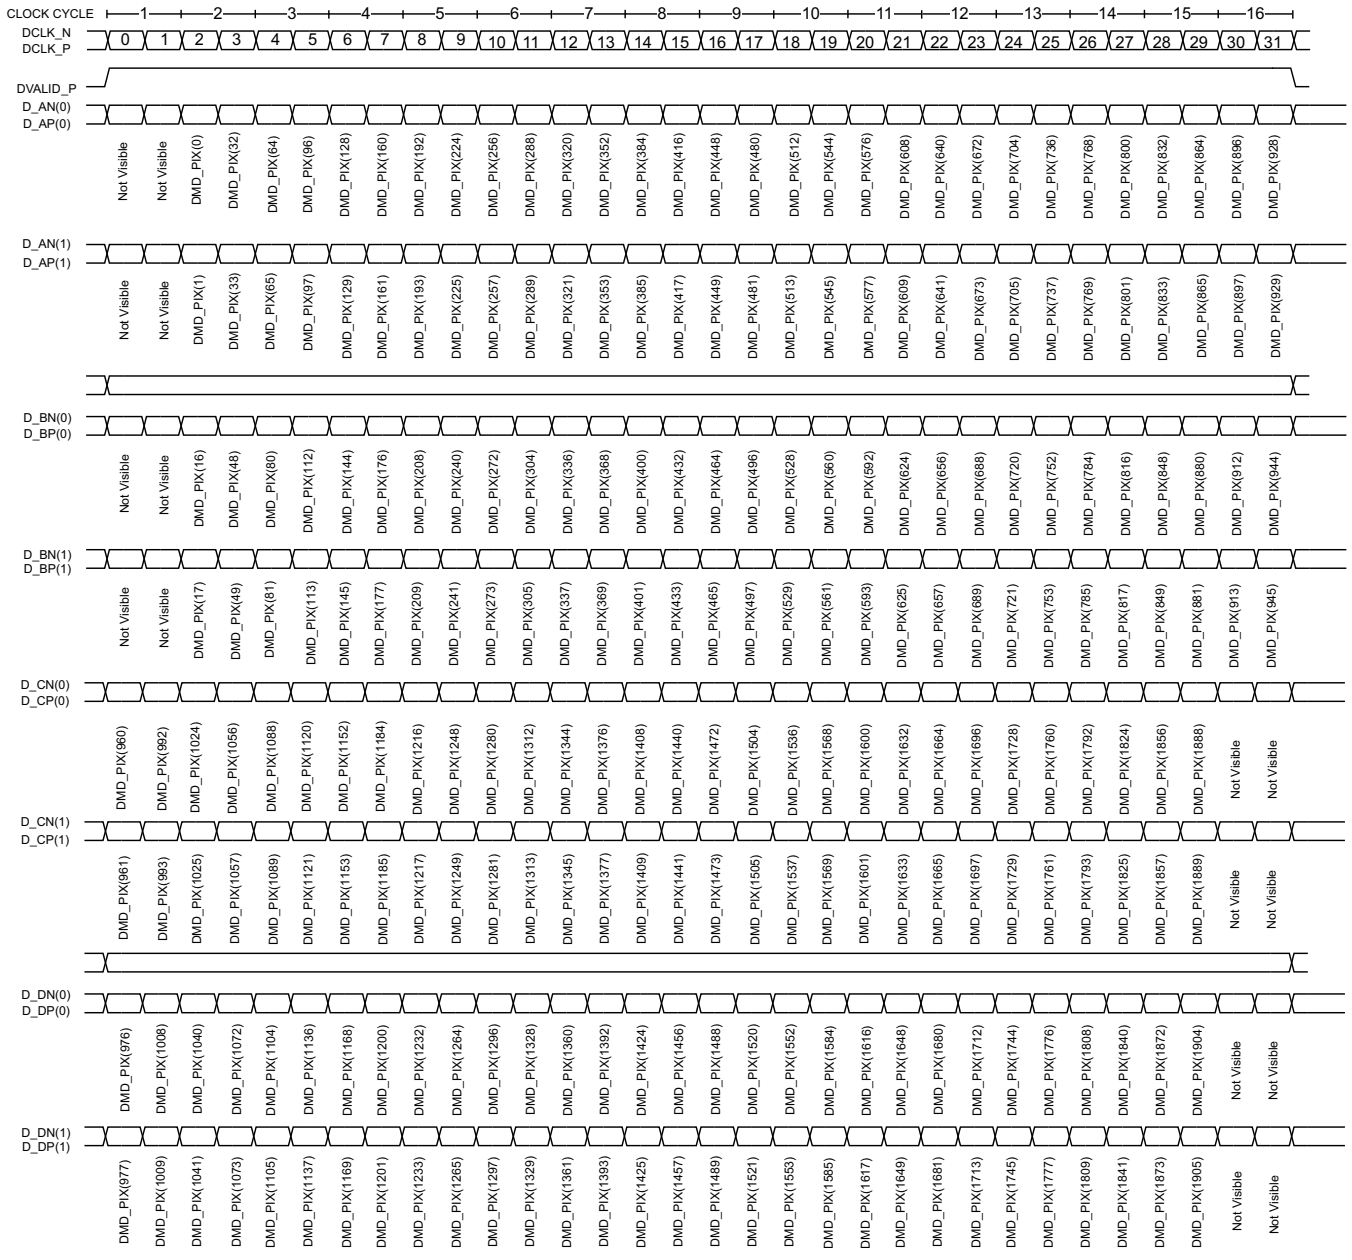 CLOCK CYCLE 1 2 3 4 5 6 7 8 9 10 11 12 13 14 15 16
DCLK_N
DCLK_P
0 1 2 3 4 5 6 7 8 9 10 11 12 13 14 15 16 17 18 19 20 21 22 23 24 25 26 27 28 29 30 31
DVALID_P
D_AN(0)
D_AP(0)
Not Visible
Not Visible
DMD_PIX(0)
DMD_PIX(32)
DMD_PIX(64)
DMD_PIX(96)
DMD_PIX(128)
DMD_PIX(160)
DMD_PIX(192)
DMD_PIX(224)
DMD_PIX(256)
DMD_PIX(288)
DMD_PIX(320)
DMD_PIX(352)
DMD_PIX(384)
DMD_PIX(416)
DMD_PIX(448)
DMD_PIX(480)
DMD_PIX(512)
DMD_PIX(544)
DMD_PIX(576)
DMD_PIX(608)
DMD_PIX(640)
DMD_PIX(672)
DMD_PIX(704)
DMD_PIX(736)
DMD_PIX(768)
DMD_PIX(800)
DMD_PIX(832)
DMD_PIX(864)
DMD_PIX(896)
DMD_PIX(928)
D_AN(1)
D_AP(1)
Not Visible
Not Visible
DMD_PIX(1)
DMD_PIX(33)
DMD_PIX(65)
DMD_PIX(97)
DMD_PIX(129)
DMD_PIX(161)
DMD_PIX(193)
DMD_PIX(225)
DMD_PIX(257)
DMD_PIX(289)
DMD_PIX(321)
DMD_PIX(353)
DMD_PIX(385)
DMD_PIX(417)
DMD_PIX(449)
DMD_PIX(481)
DMD_PIX(513)
DMD_PIX(545)
DMD_PIX(577)
DMD_PIX(609)
DMD_PIX(641)
DMD_PIX(673)
DMD_PIX(705)
DMD_PIX(737)
DMD_PIX(769)
DMD_PIX(801)
DMD_PIX(833)
DMD_PIX(865)
DMD_PIX(897)
DMD_PIX(929)
D_BN(0)
D_BP(0)
Not Visible
Not Visible
DMD_PIX(16)
DMD_PIX(48)
DMD_PIX(80)
DMD_PIX(112)
DMD_PIX(144)
DMD_PIX(176)
DMD_PIX(208)
DMD_PIX(240)
DMD_PIX(272)
DMD_PIX(304)
DMD_PIX(336)
DMD_PIX(368)
DMD_PIX(400)
DMD_PIX(432)
DMD_PIX(464)
DMD_PIX(496)
DMD_PIX(528)
DMD_PIX(560)
DMD_PIX(592)
DMD_PIX(624)
DMD_PIX(656)
DMD_PIX(688)
DMD_PIX(720)
DMD_PIX(752)
DMD_PIX(784)
DMD_PIX(816)
DMD_PIX(848)
DMD_PIX(880)
DMD_PIX(912)
DMD_PIX(944)
D_BN(1)
D_BP(1)
Not Visible
Not Visible
DMD_PIX(17)
DMD_PIX(49)
DMD_PIX(81)
DMD_PIX(113)
DMD_PIX(145)
DMD_PIX(177)
DMD_PIX(209)
DMD_PIX(241)
DMD_PIX(273)
DMD_PIX(305)
DMD_PIX(337)
DMD_PIX(369)
DMD_PIX(401)
DMD_PIX(433)
DMD_PIX(465)
DMD_PIX(497)
DMD_PIX(529)
DMD_PIX(561)
DMD_PIX(593)
DMD_PIX(625)
DMD_PIX(657)
DMD_PIX(689)
DMD_PIX(721)
DMD_PIX(753)
DMD_PIX(785)
DMD_PIX(817)
DMD_PIX(849)
DMD_PIX(881)
DMD_PIX(913)
DMD_PIX(945)
D_CN(0)
D_CP(0)
DMD_PIX(960)
DMD_PIX(992)
DMD_PIX(1024)
DMD_PIX(1056)
DMD_PIX(1088)
DMD_PIX(1120)
DMD_PIX(1152)
DMD_PIX(1184)
DMD_PIX(1216)
DMD_PIX(1248)
DMD_PIX(1280)
DMD_PIX(1312)
DMD_PIX(1344)
DMD_PIX(1376)
DMD_PIX(1408)
DMD_PIX(1440)
DMD_PIX(1472)
DMD_PIX(1504)
DMD_PIX(1536)
DMD_PIX(1568)
DMD_PIX(1600)
DMD_PIX(1632)
DMD_PIX(1664)
DMD_PIX(1696)
DMD_PIX(1728)
DMD_PIX(1760)
DMD_PIX(1792)
DMD_PIX(1824)
DMD_PIX(1856)
DMD_PIX(1888)
Not Visible
Not Visible
D_CN(1)
D_CP(1)
DMD_PIX(961)
DMD_PIX(993)
DMD_PIX(1025)
DMD_PIX(1057)
DMD_PIX(1089)
DMD_PIX(1121)
DMD_PIX(1153)
DMD_PIX(1185)
DMD_PIX(1217)
DMD_PIX(1249)
DMD_PIX(1281)
DMD_PIX(1313)
DMD_PIX(1345)
DMD_PIX(1377)
DMD_PIX(1409)
DMD_PIX(1441)
DMD_PIX(1473)
DMD_PIX(1505)
DMD_PIX(1537)
DMD_PIX(1569)
DMD_PIX(1601)
DMD_PIX(1633)
DMD_PIX(1665)
DMD_PIX(1697)
DMD_PIX(1729)
DMD_PIX(1761)
DMD_PIX(1793)
DMD_PIX(1825)
DMD_PIX(1857)
DMD_PIX(1889)
Not Visible
Not Visible
D_DN(0)
D_DP(0)
DMD_PIX(976)
DMD_PIX(1008)
DMD_PIX(1040)
DMD_PIX(1072)
DMD_PIX(1104)
DMD_PIX(1136)
DMD_PIX(1168)
DMD_PIX(1200)
DMD_PIX(1232)
DMD_PIX(1264)
DMD_PIX(1296)
DMD_PIX(1328)
DMD_PIX(1360)
DMD_PIX(1392)
DMD_PIX(1424)
DMD_PIX(1456)
DMD_PIX(1488)
DMD_PIX(1520)
DMD_PIX(1552)
DMD_PIX(1584)
DMD_PIX(1616)
DMD_PIX(1648)
DMD_PIX(1680)
DMD_PIX(1712)
DMD_PIX(1744)
DMD_PIX(1776)
DMD_PIX(1808)
DMD_PIX(1840)
DMD_PIX(1872)
DMD_PIX(1904)
Not Visible
Not Visible
D_DN(1)
D_DP(1)
DMD_PIX(977)
DMD_PIX(1009)
DMD_PIX(1041)
DMD_PIX(1073)
DMD_PIX(1105)
DMD_PIX(1137)
DMD_PIX(1169)
DMD_PIX(1201)
DMD_PIX(1233)
DMD_PIX(1265)
DMD_PIX(1297)
DMD_PIX(1329)
DMD_PIX(1361)
DMD_PIX(1393)
DMD_PIX(1425)
DMD_PIX(1457)
DMD_PIX(1489)
DMD_PIX(1521)
DMD_PIX(1553)
DMD_PIX(1585)
DMD_PIX(1617)
DMD_PIX(1649)
DMD_PIX(1681)
DMD_PIX(1713)
DMD_PIX(1745)
DMD_PIX(1777)
DMD_PIX(1809)
DMD_PIX(1841)
DMD_PIX(1873)
DMD_PIX(1905)
Not Visible
Not Visible